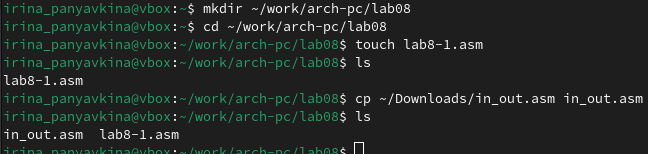 irina_panyavkina@vbox:~$ mkdir ~/work/arch-pc/lab08
irina_panyavkina@vbox:~$ cd ~/work/arch-pc/lab08
irina_panyavkina@vbox:~/work/arch-pc/lab08$ touch lab8-1.asm
irina_panyavkina@vbox:~/work/arch-pc/lab08$ ls
lab8-1.asm
irina_panyavkina@vbox:~/work/arch-pc/lab08$ cp ~/Downloads/in_out.asm in_out.asm
irina_panyavkina@vbox:~/work/arch-pc/lab08$ ls
in_out.asm  lab8-1.asm
irina_panyavkina@vbox:~/work/arch-pc/lab08$